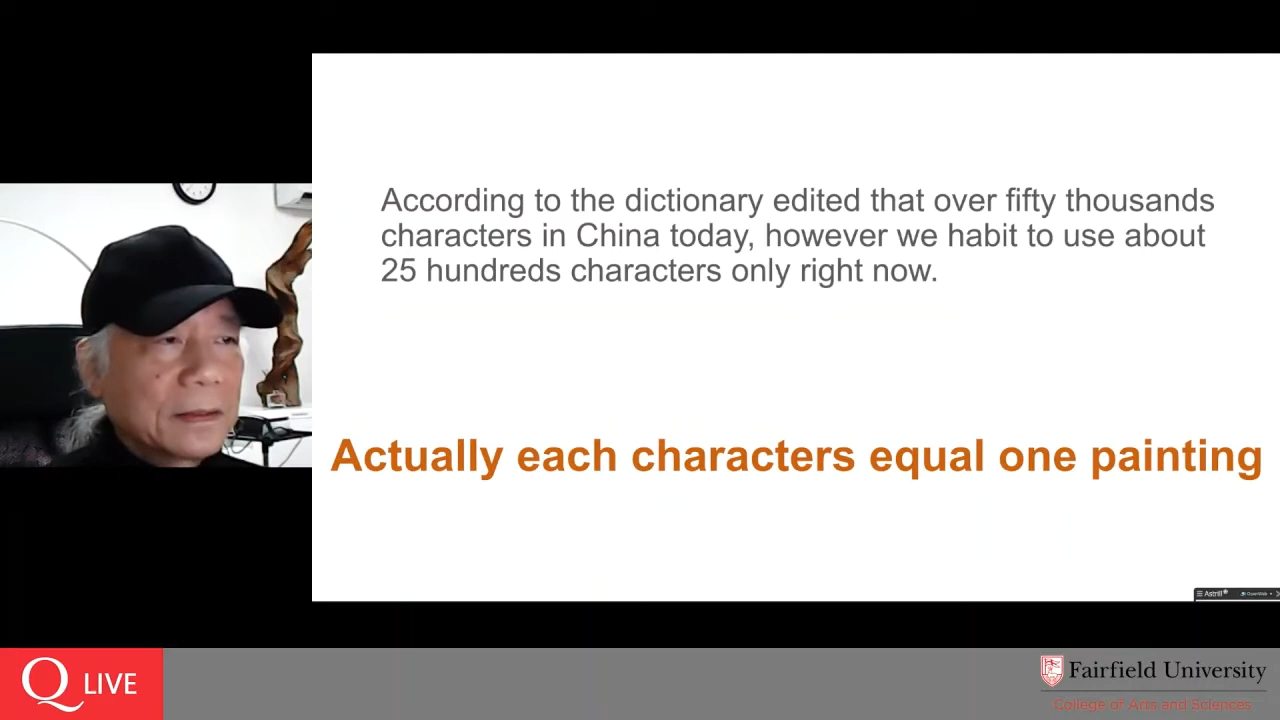 According to the dictionary edited that over fifty thousands
characters in China today, however we habit to use about
25 hundreds characters only right now.
Actually each characters equal one painting
Astrill
OpenWeb
Q LIVE
Fairfield University
College of Arts and Sciences